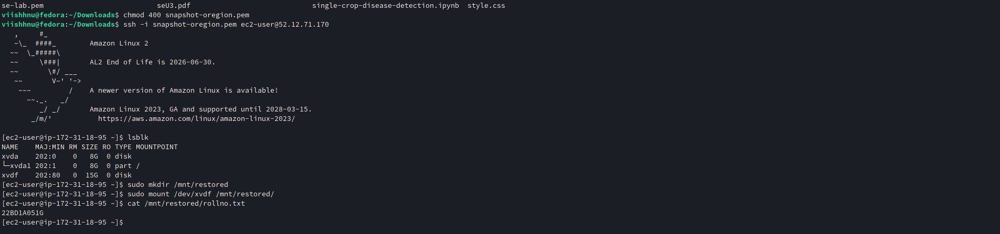 se-lab.pem                           seU3.pdf                             single-crop-disease-detection.ipynb  style.css
viishhnu@fedora:~/Downloads$ chmod 400 snapshot-oregion.pem
viishhnu@fedora:~/Downloads$ ssh -i snapshot-oregion.pem ec2-user@52.12.71.170
   ,     #_
   ~\_  ####_        Amazon Linux 2
  ~~  \_#####\
  ~~     \###|       AL2 End of Life is 2026-06-30.
  ~~       \#/ ___
   ~~       V~' '->
    ~~~         /    A newer version of Amazon Linux is available!
      ~~._.   _/
         _/ _/       Amazon Linux 2023, GA and supported until 2028-03-15.
       _/m/'           https://aws.amazon.com/linux/amazon-linux-2023/

[ec2-user@ip-172-31-18-95 ~]$ lsblk
NAME    MAJ:MIN RM SIZE RO TYPE MOUNTPOINT
xvda    202:0    0   8G  0 disk
└─xvda1 202:1    0   8G  0 part /
xvdf    202:80   0  15G  0 disk
[ec2-user@ip-172-31-18-95 ~]$ sudo mkdir /mnt/restored
[ec2-user@ip-172-31-18-95 ~]$ sudo mount /dev/xvdf /mnt/restored/
[ec2-user@ip-172-31-18-95 ~]$ cat /mnt/restored/rollno.txt
22BD1A051G
[ec2-user@ip-172-31-18-95 ~]$